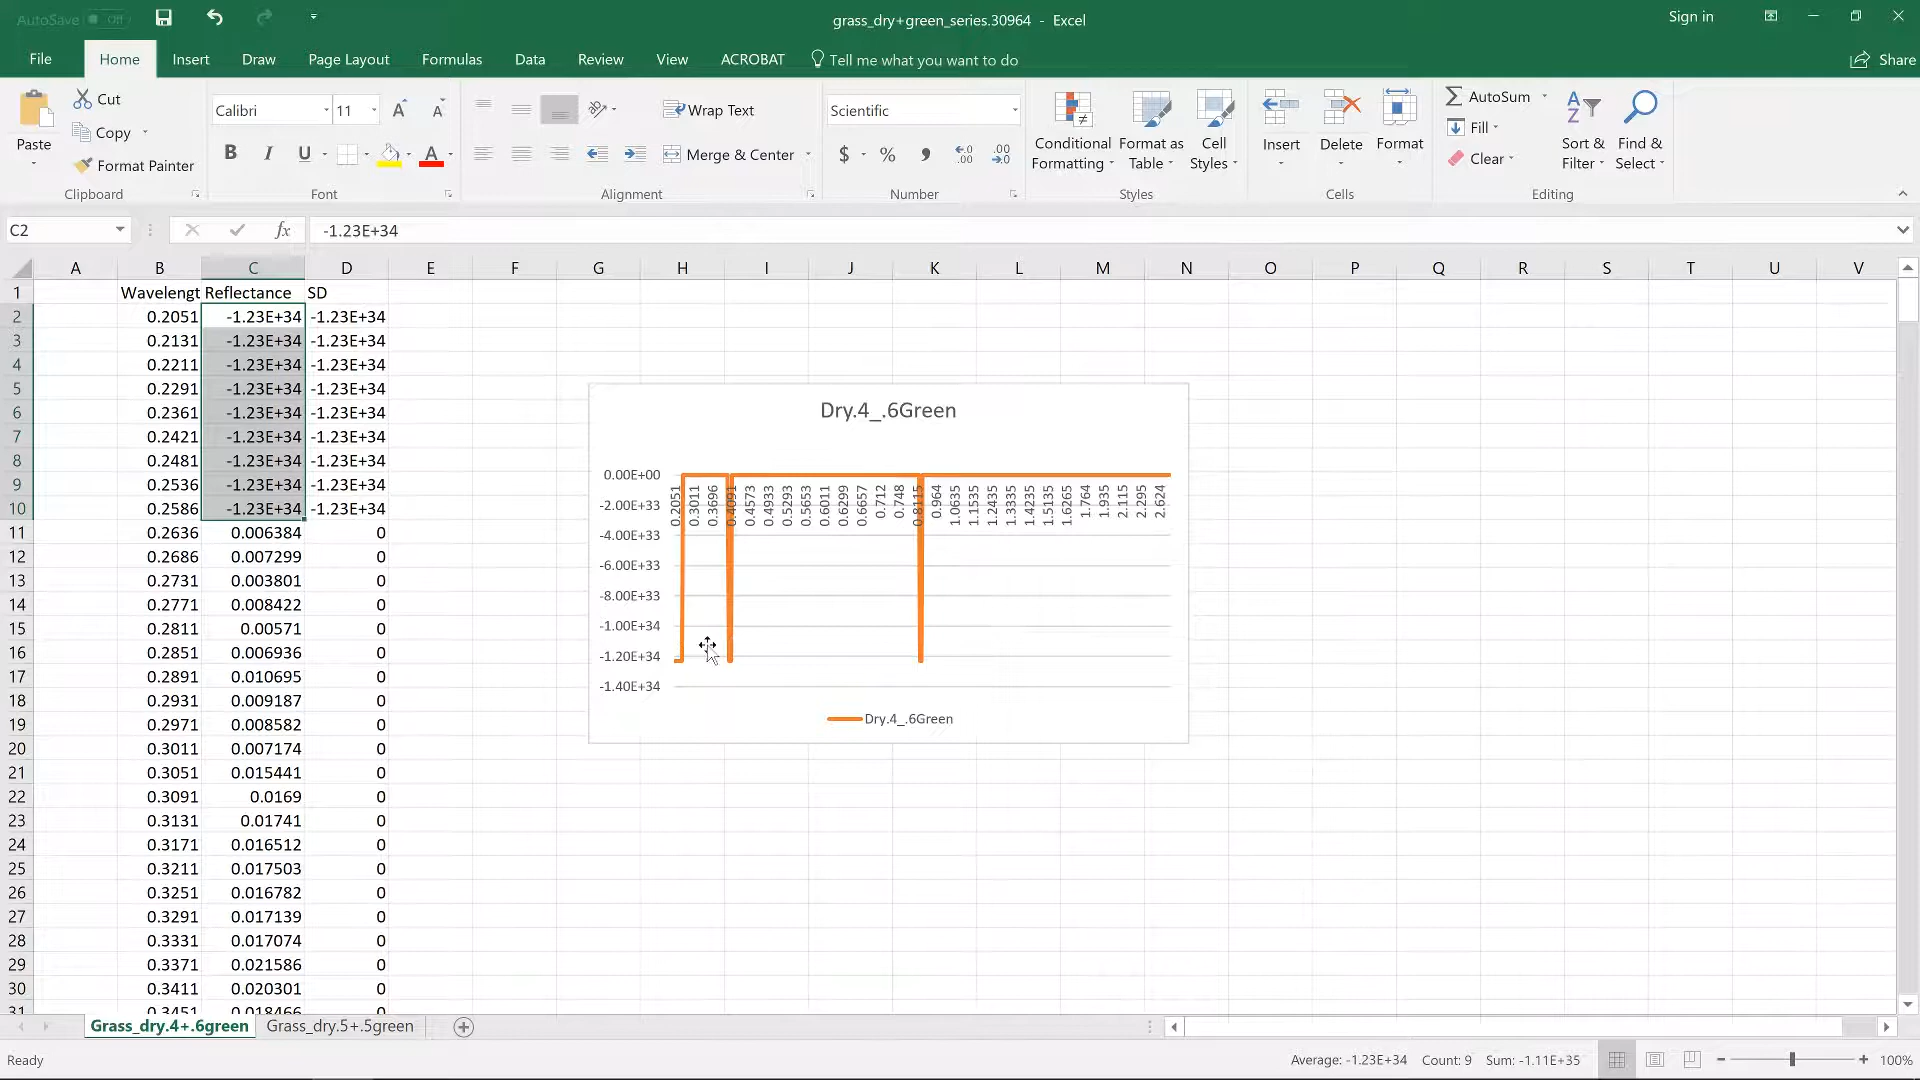 AutoSave Off
grass_dry+green_series.30964 - Excel
Sign in
File Home Insert Draw Page Layout Formulas Data Review View ACROBAT Tell me what you want to do Share
Paste
Cut
Copy
Format Painter
Clipboard
Calibri 11
B I U A
Font
Wrap Text
Merge & Center
Alignment
Scientific
$ % , .00
Number
Conditional Formatting
Format as Table
Cell Styles
Styles
Insert Delete Format
Cells
AutoSum
Fill
Clear
Sort & Filter
Find & Select
Editing
C2 fx -1.23E+34
A B C D E F G H I J K L M N O P Q R S T U V
1 Wavelengt Reflectance SD
2 0.2051 -1.23E+34 -1.23E+34
3 0.2131 -1.23E+34 -1.23E+34
4 0.2211 -1.23E+34 -1.23E+34
5 0.2291 -1.23E+34 -1.23E+34
6 0.2361 -1.23E+34 -1.23E+34
7 0.2421 -1.23E+34 -1.23E+34
8 0.2481 -1.23E+34 -1.23E+34
9 0.2536 -1.23E+34 -1.23E+34
10 0.2586 -1.23E+34 -1.23E+34
11 0.2636 0.006384 0
12 0.2686 0.007299 0
13 0.2731 0.003801 0
14 0.2771 0.008422 0
15 0.2811 0.00571 0
16 0.2851 0.006936 0
17 0.2891 0.010695 0
18 0.2931 0.009187 0
19 0.2971 0.008582 0
20 0.3011 0.007174 0
21 0.3051 0.015441 0
22 0.3091 0.0169 0
23 0.3131 0.01741 0
24 0.3171 0.016512 0
25 0.3211 0.017503 0
26 0.3251 0.016782 0
27 0.3291 0.017139 0
28 0.3331 0.017074 0
29 0.3371 0.021586 0
30 0.3411 0.020301 0
31 0.3451 0.018466 0
Dry.4_.6Green
0.00E+00
-2.00E+33
-4.00E+33
-6.00E+33
-8.00E+33
-1.00E+34
-1.20E+34
-1.40E+34
0.2051 0.3011 0.3696 0.4091 0.4573 0.4933 0.5293 0.5653 0.6011 0.6299 0.6657 0.712 0.748 0.8115 0.964 1.0635 1.1535 1.2435 1.3335 1.4235 1.5135 1.6265 1.764 1.935 2.115 2.295 2.624
Dry.4_.6Green
Grass_dry.4+.6green Grass_dry.5+.5green
Ready
Average: -1.23E+34 Count: 9 Sum: -1.11E+35
100%